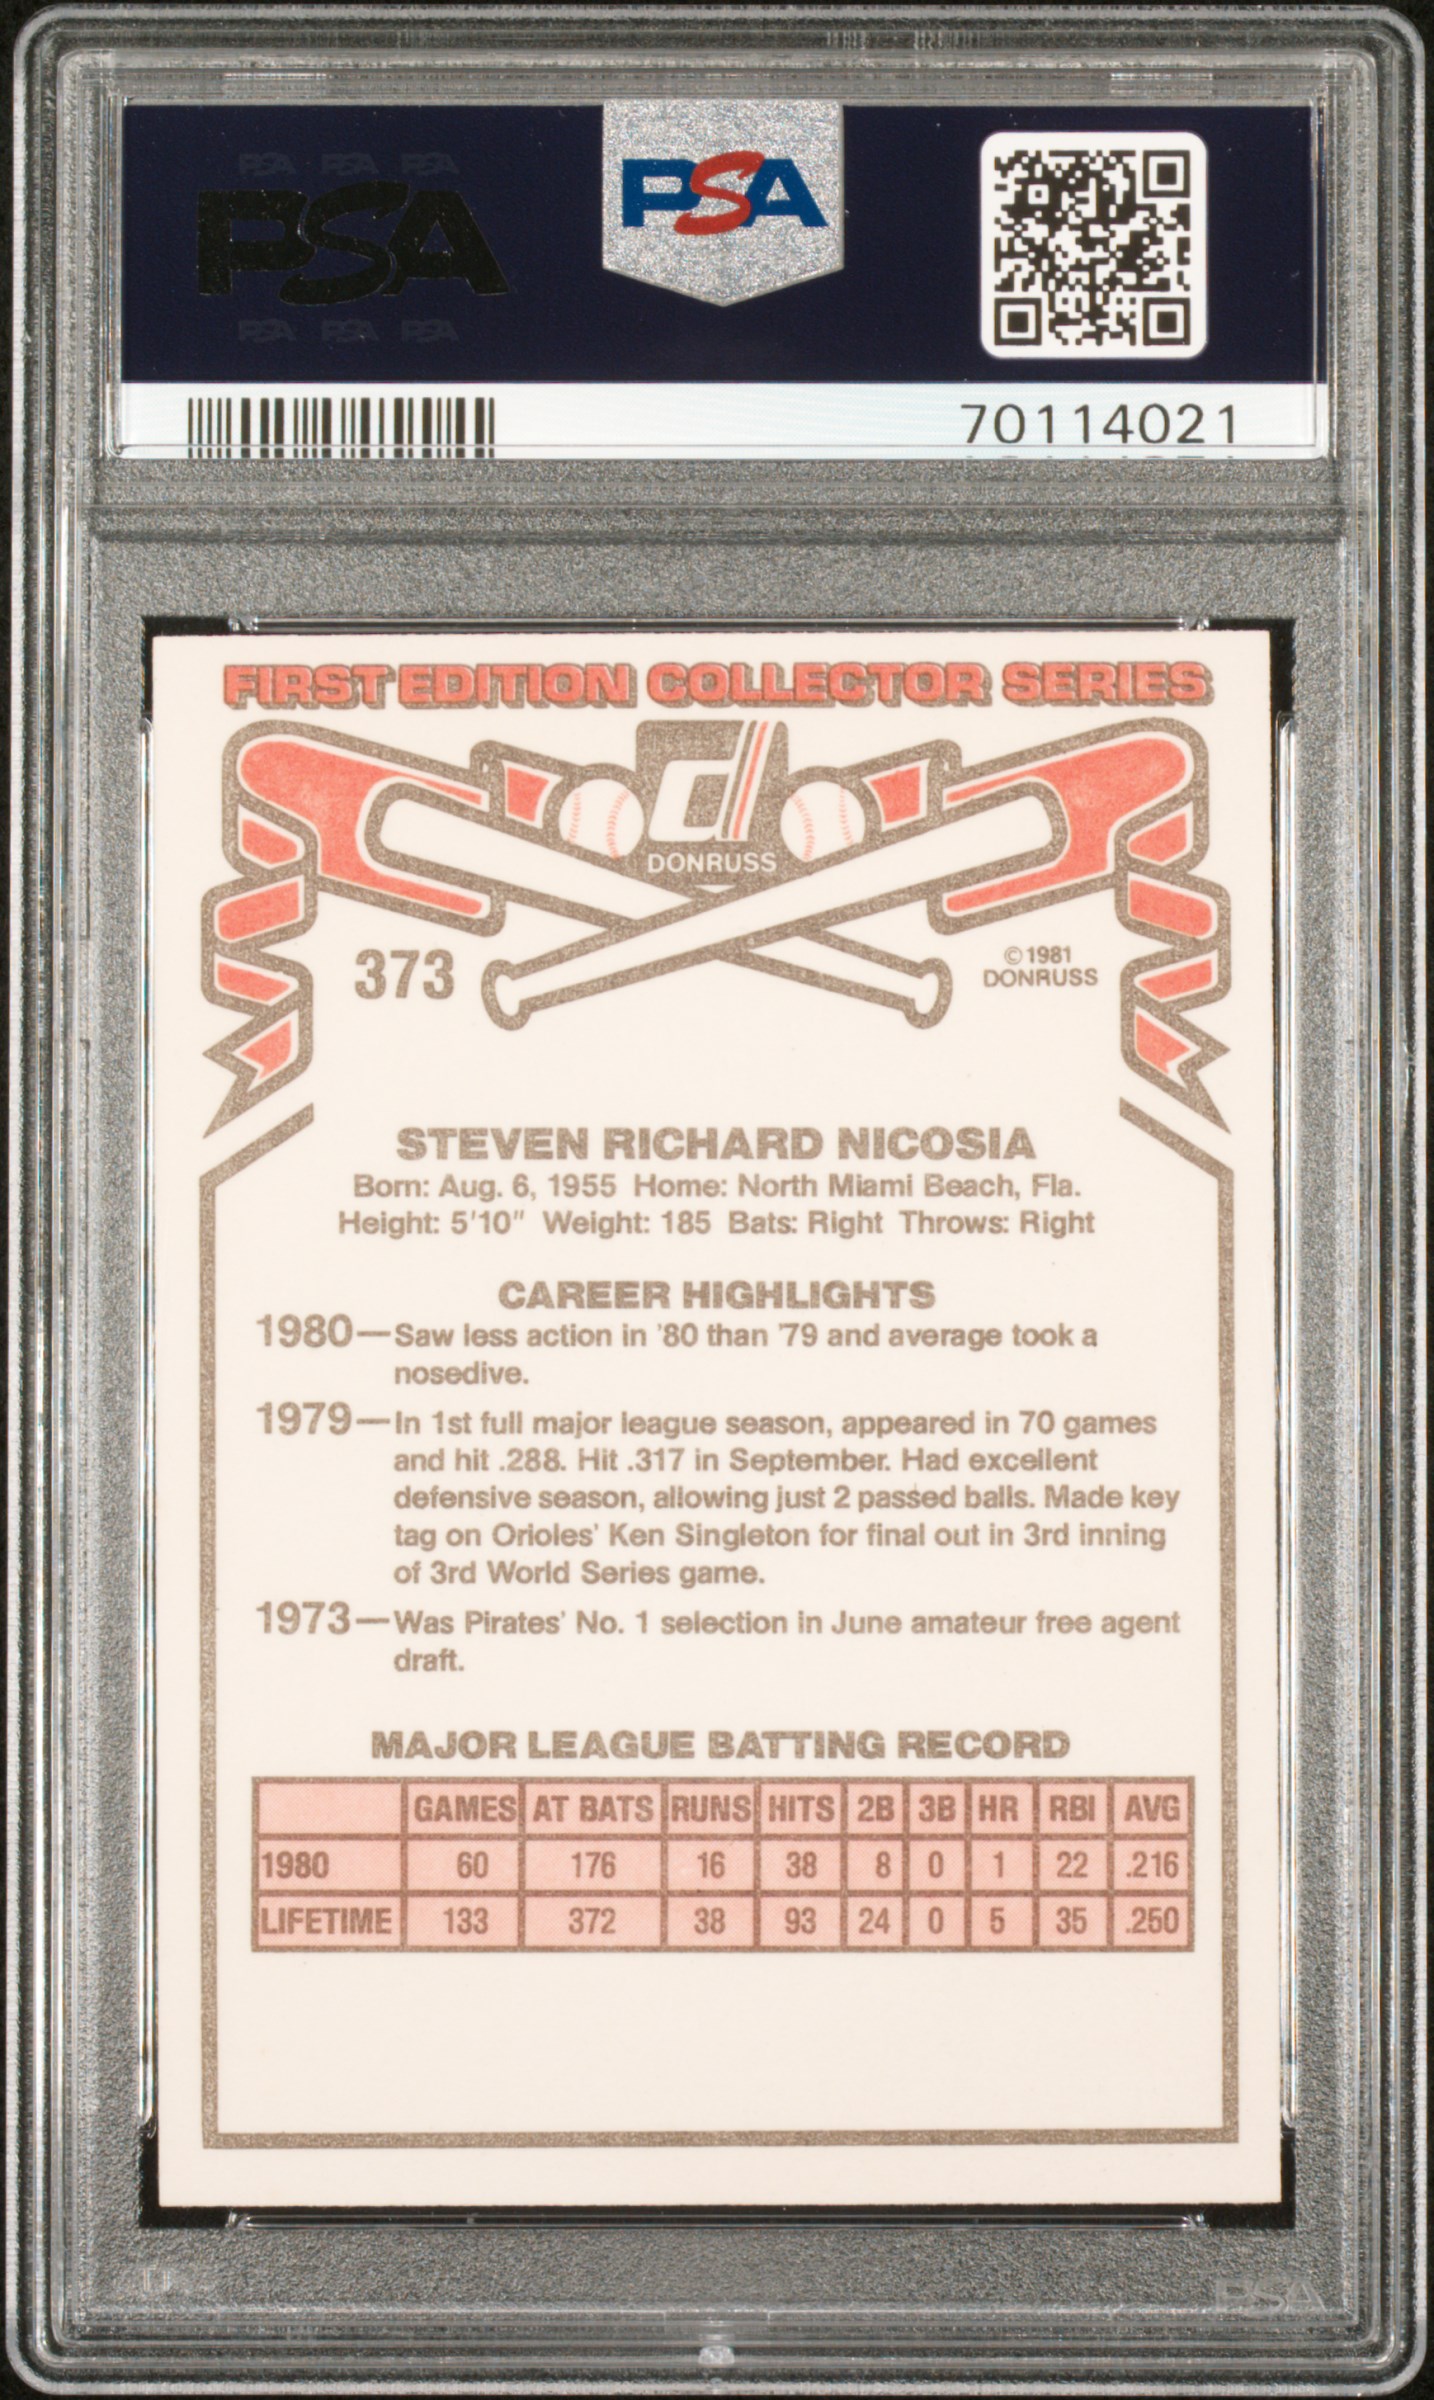 PSA PSA PSA
PSA
PSA PSA PSA
PSA
70114021
FIRST EDITION COLLECTOR SERIES
d
DONRUSS
373
©1981
DONRUSS
STEVEN RICHARD NICOSIA
Born: Aug. 6, 1955 Home: North Miami Beach, Fla.
Height: 5'10" Weight: 185 Bats: Right Throws: Right
CAREER HIGHLIGHTS
1980—Saw less action in '80 than '79 and average took a
nosedive.
1979—In 1st full major league season, appeared in 70 games
and hit .288. Hit .317 in September. Had excellent
defensive season, allowing just 2 passed balls. Made key
tag on Orioles' Ken Singleton for final out in 3rd inning
of 3rd World Series game.
1973—Was Pirates' No. 1 selection in June amateur free agent
draft.
MAJOR LEAGUE BATTING RECORD
GAMES AT BATS RUNS HITS 2B 3B HR RBI AVG
1980 60 176 16 38 8 0 1 22 .216
LIFETIME 133 372 38 93 24 0 5 35 .250
PSA